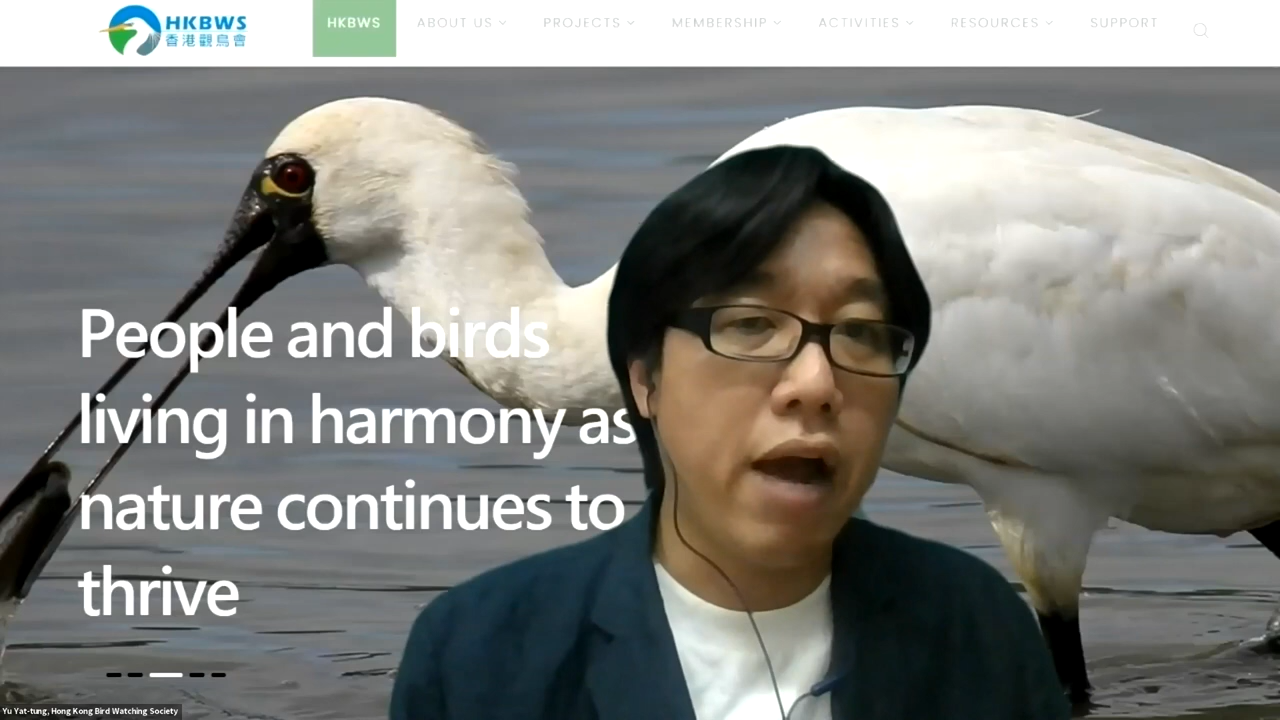 HKBWS
香港觀鳥會
HKBWS ABOUT US PROJECTS MEMBERSHIP ACTIVITIES RESOURCES SUPPORT
People and birds
living in harmony as
nature continues to
thrive
Yu Yat-tung, Hong Kong Bird Watching Society